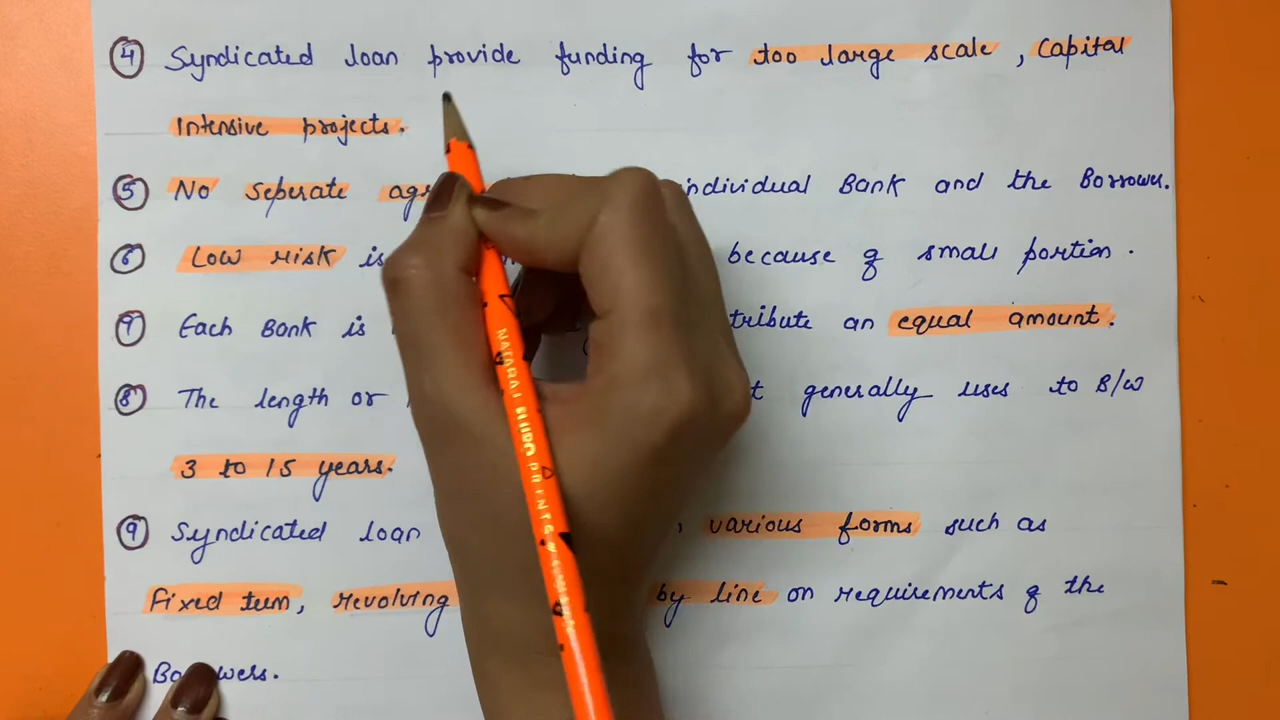 ④ Syndicated loan provide funding for too large scale, Capital
Intensive projects.
⑤ No seperate individual Bank and the Borrower.
⑥ Low risk is because of small portion.
⑦ Each Bank is an equal amount.
⑧ The length or generally uses to B/W
3 to 15 years.
⑨ Syndicated loan , various forms such as
Fixed term, revolving by line on requirements of the
NATARAJ